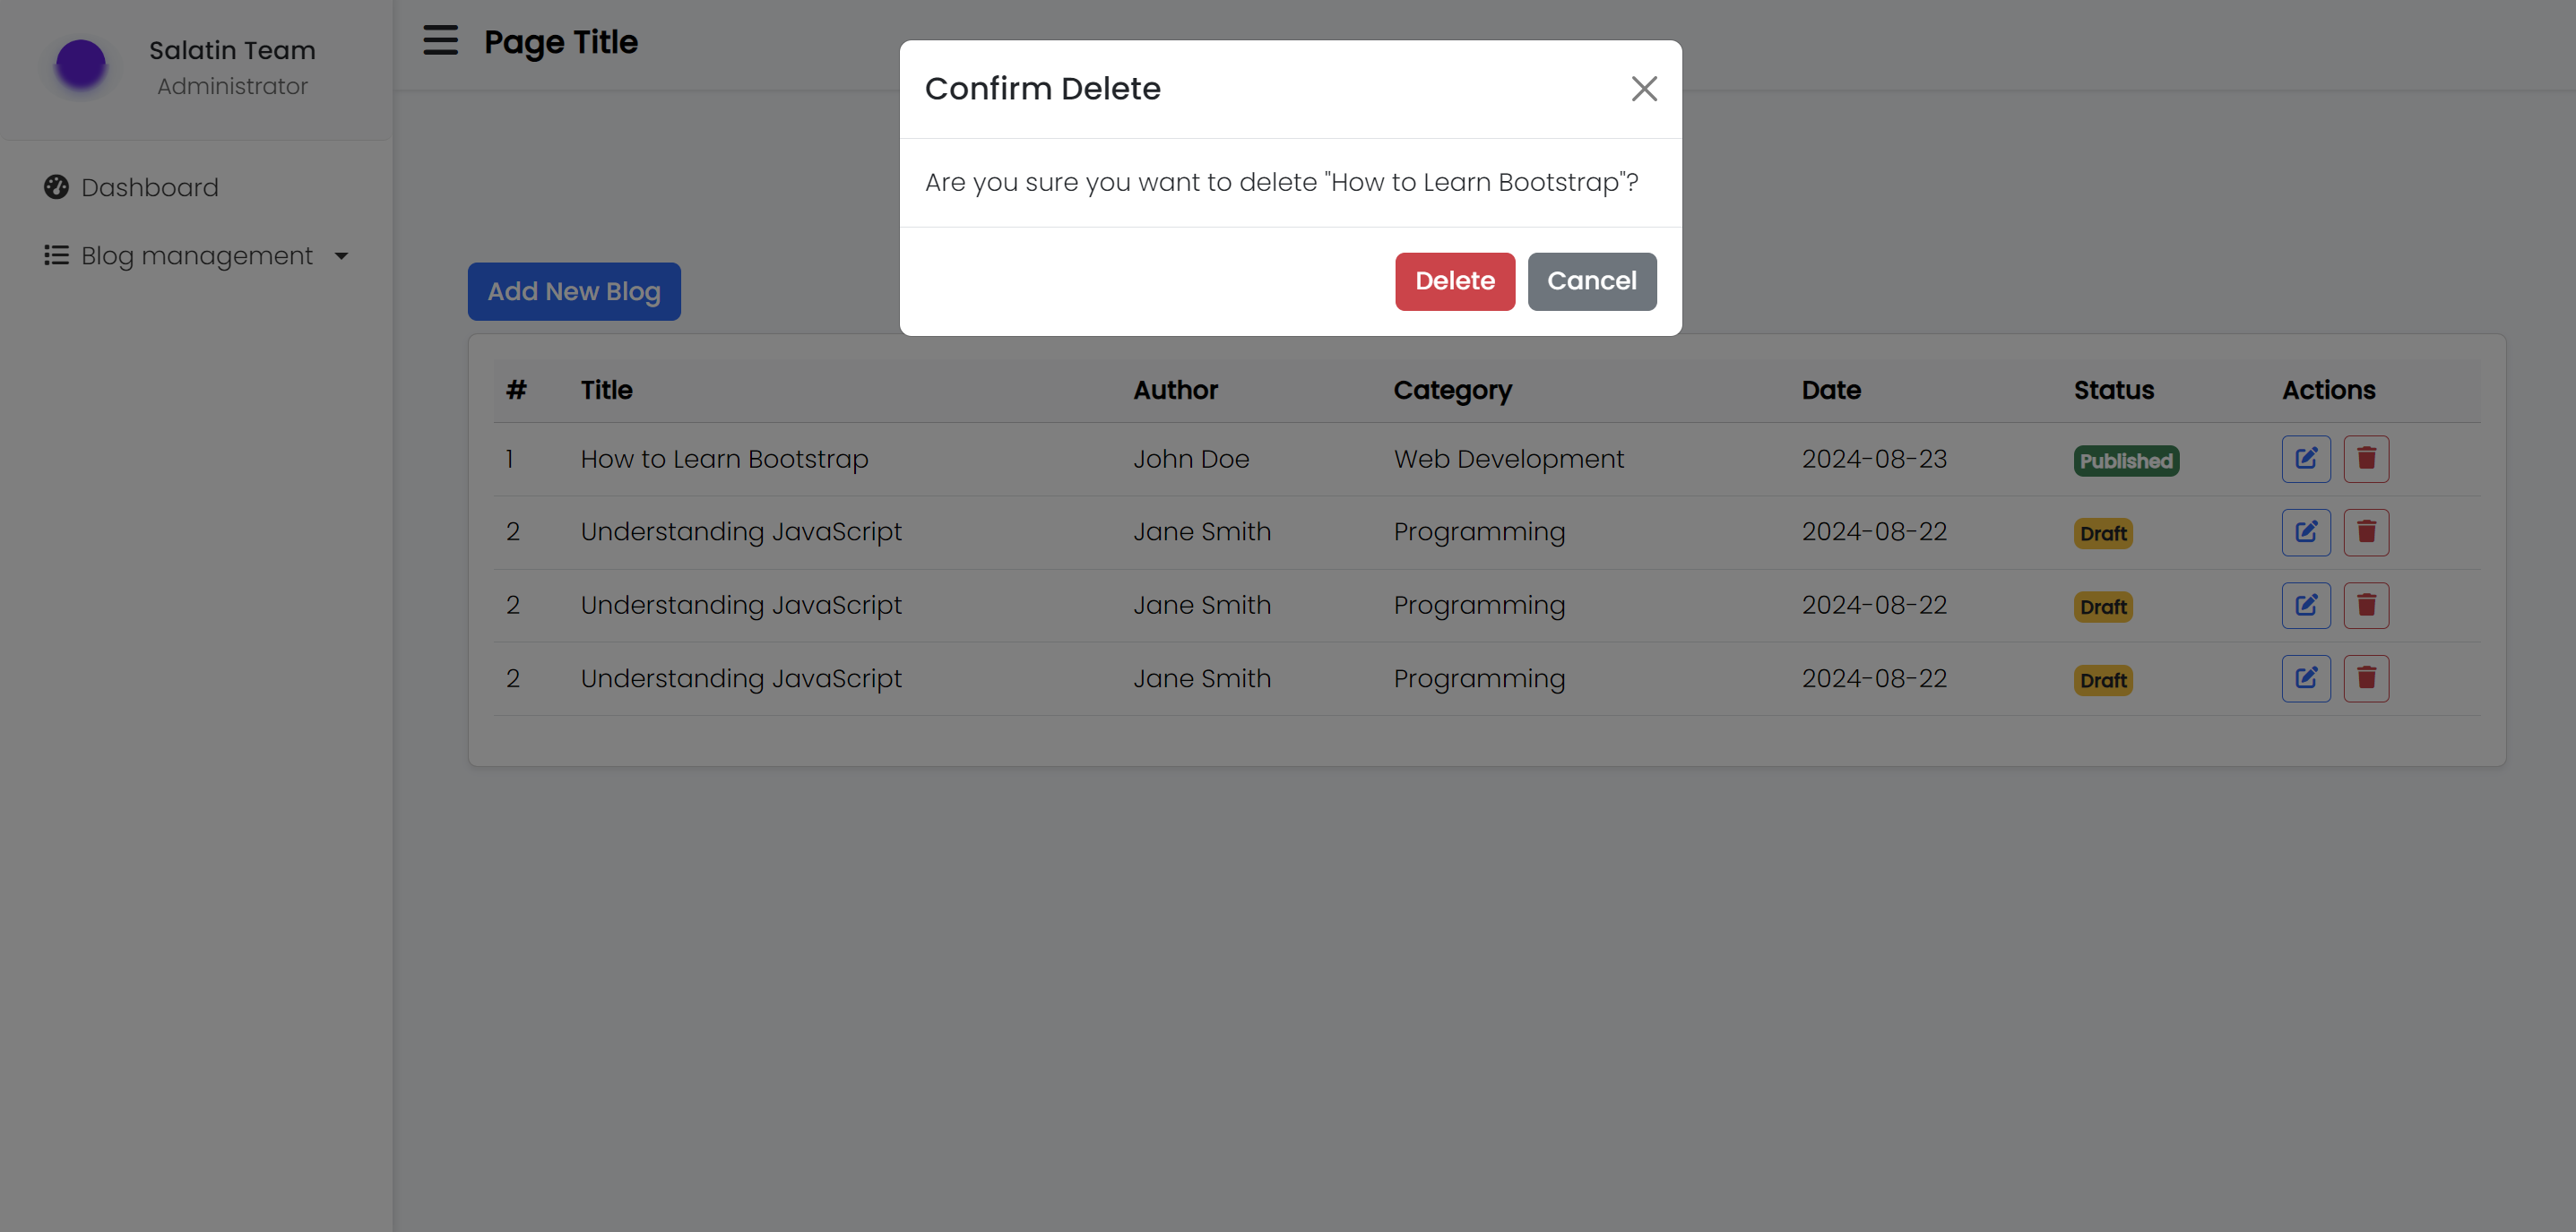 Salatin Team
Administrator
Dashboard
Blog management
Page Title
Confirm Delete
Are you sure you want to delete "How to Learn Bootstrap"?
Delete Cancel
Add New Blog
# Title Author Category Date Status Actions
1 How to Learn Bootstrap John Doe Web Development 2024-08-23 Published
2 Understanding JavaScript Jane Smith Programming 2024-08-22 Draft
2 Understanding JavaScript Jane Smith Programming 2024-08-22 Draft
2 Understanding JavaScript Jane Smith Programming 2024-08-22 Draft